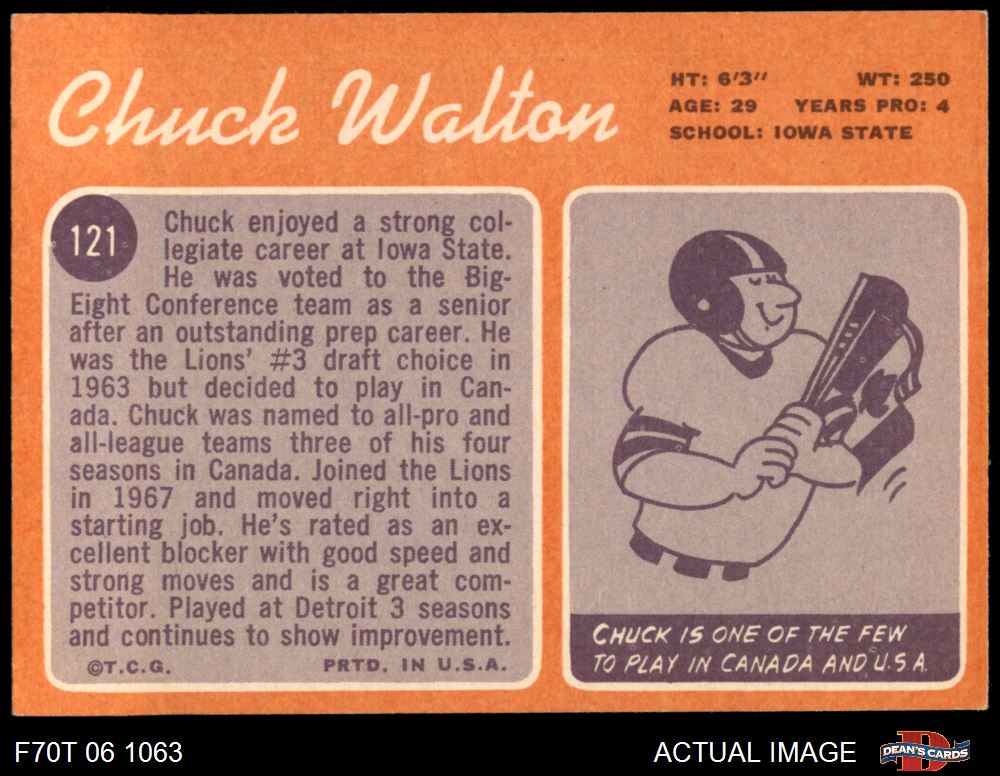 Chuck Walton
HT: 6'3" WT: 250
AGE: 29 YEARS PRO: 4
SCHOOL: IOWA STATE
121
Chuck enjoyed a strong col-
legiate career at Iowa State.
He was voted to the Big-
Eight Conference team as a senior
after an outstanding prep career. He
was the Lions' #3 draft choice in
1963 but decided to play in Can-
ada. Chuck was named to all-pro and
all-league teams three of his four
seasons in Canada. Joined the Lions
in 1967 and moved right into a
starting job. He's rated as an ex-
cellent blocker with good speed and
strong moves and is a great com-
petitor. Played at Detroit 3 seasons
and continues to show improvement.
©T.C.G. PRTD. IN U.S.A.
CHUCK IS ONE OF THE FEW
TO PLAY IN CANADA AND U.S A.
F70T 06 1063
ACTUAL IMAGE
D
DEAN'S CARDS